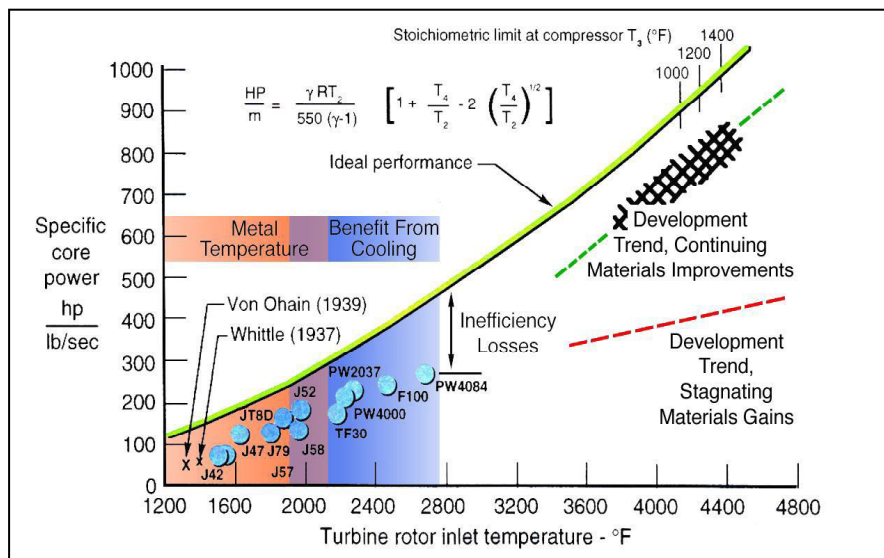 Stoichiometric limit at compressor T3 (°F)
1400
1200
1000
HP/m = γ RT2 / 550 (γ-1) [1 + T4/T2 - 2 (T4/T2)^1/2]
Ideal performance
Specific
core
power
hp
lb/sec
1000
900
800
700
600
500
400
300
200
100
0
Metal
Temperature
Benefit From
Cooling
Von Ohain (1939)
Whittle (1937)
Inefficiency
Losses
Development
Trend, Continuing
Materials Improvements
Development
Trend,
Stagnating
Materials Gains
PW2037
J52
F100
PW4084
JT8D
PW4000
TF30
J42
J47
J79
J58
J57
1200
1600
2000
2400
2800
3200
3600
4000
4400
4800
Turbine rotor inlet temperature - °F